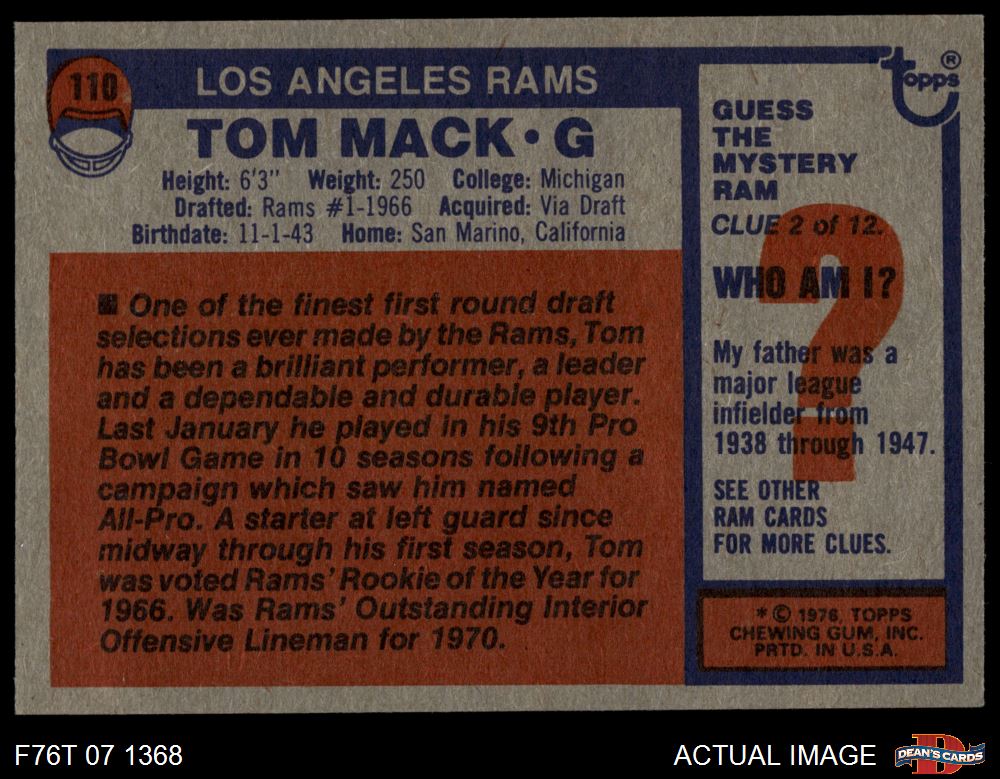 110
LOS ANGELES RAMS
TOM MACK • G
Height: 6'3" Weight: 250 College: Michigan
Drafted: Rams #1-1966 Acquired: Via Draft
Birthdate: 11-1-43 Home: San Marino, California
■ One of the finest first round draft
selections ever made by the Rams, Tom
has been a brilliant performer, a leader
and a dependable and durable player.
Last January he played in his 9th Pro
Bowl Game in 10 seasons following a
campaign which saw him named
All-Pro. A starter at left guard since
midway through his first season, Tom
was voted Rams' Rookie of the Year for
1966. Was Rams' Outstanding Interior
Offensive Lineman for 1970.
Topps ®
GUESS
THE
MYSTERY
RAM
CLUE 2 of 12.
WHO AM I?
?
My father was a
major league
infielder from
1938 through 1947.
SEE OTHER
RAM CARDS
FOR MORE CLUES.
* © 1976, TOPPS
CHEWING GUM, INC.
PRTD. IN U.S.A.
F76T 07 1368
ACTUAL IMAGE
DEAN'S CARDS